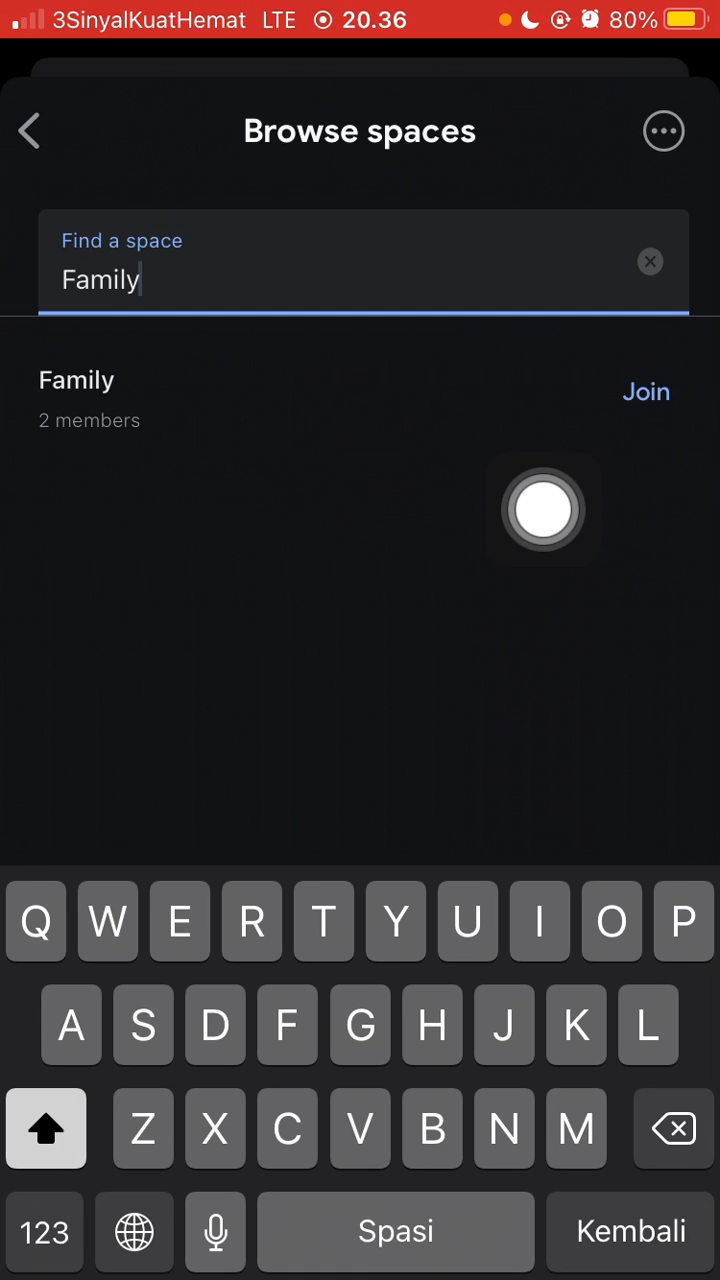 3SinyalKuatHemat LTE 20.36 80%
Browse spaces
Find a space
Family
Family
Join
2 members
Q W E R T Y U I O P
A S D F G H J K L
Z X C V B N M
123 Spasi Kembali